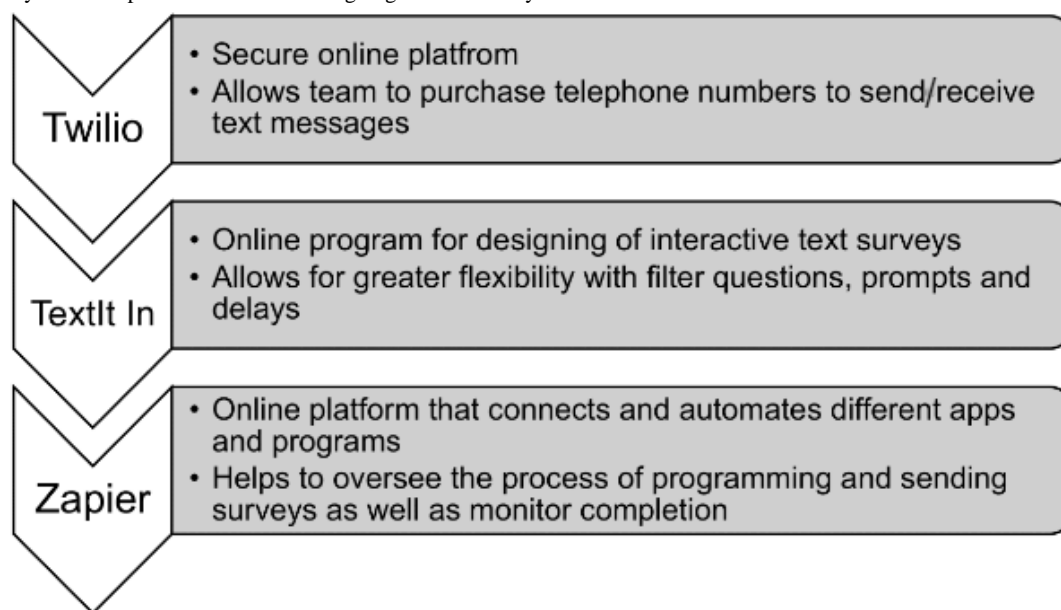 Twilio
• Secure online platfrom
• Allows team to purchase telephone numbers to send/receive
text messages
TextIt In
• Online program for designing of interactive text surveys
• Allows for greater flexibility with filter questions, prompts and
delays
Zapier
• Online platform that connects and automates different apps
and programs
• Helps to oversee the process of programming and sending
surveys as well as monitor completion